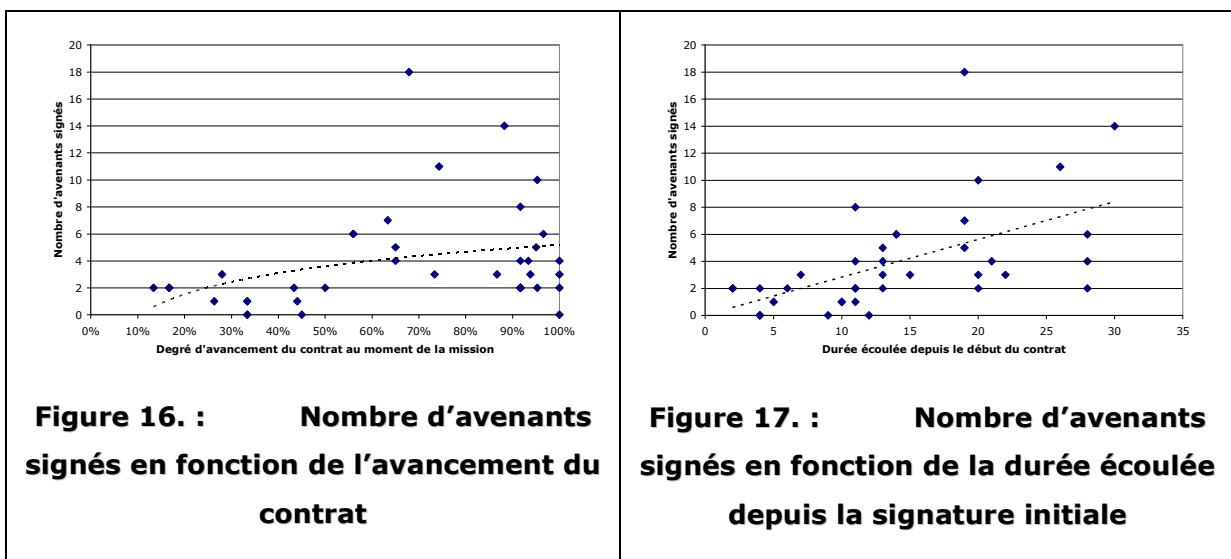 20
18
16
14
12
10
8
6
4
2
0
Nombre d'avenants signés
0% 10% 20% 30% 40% 50% 60% 70% 80% 90% 100%
Degré d'avancement du contrat au moment de la mission
Figure 16. : Nombre d’avenants
signés en fonction de l’avancement du
contrat
20
18
16
14
12
10
8
6
4
2
0
Nombre d'avenants signés
0 5 10 15 20 25 30 35
Durée écoulée depuis le début du contrat
Figure 17. : Nombre d’avenants
signés en fonction de la durée écoulée
depuis la signature initiale